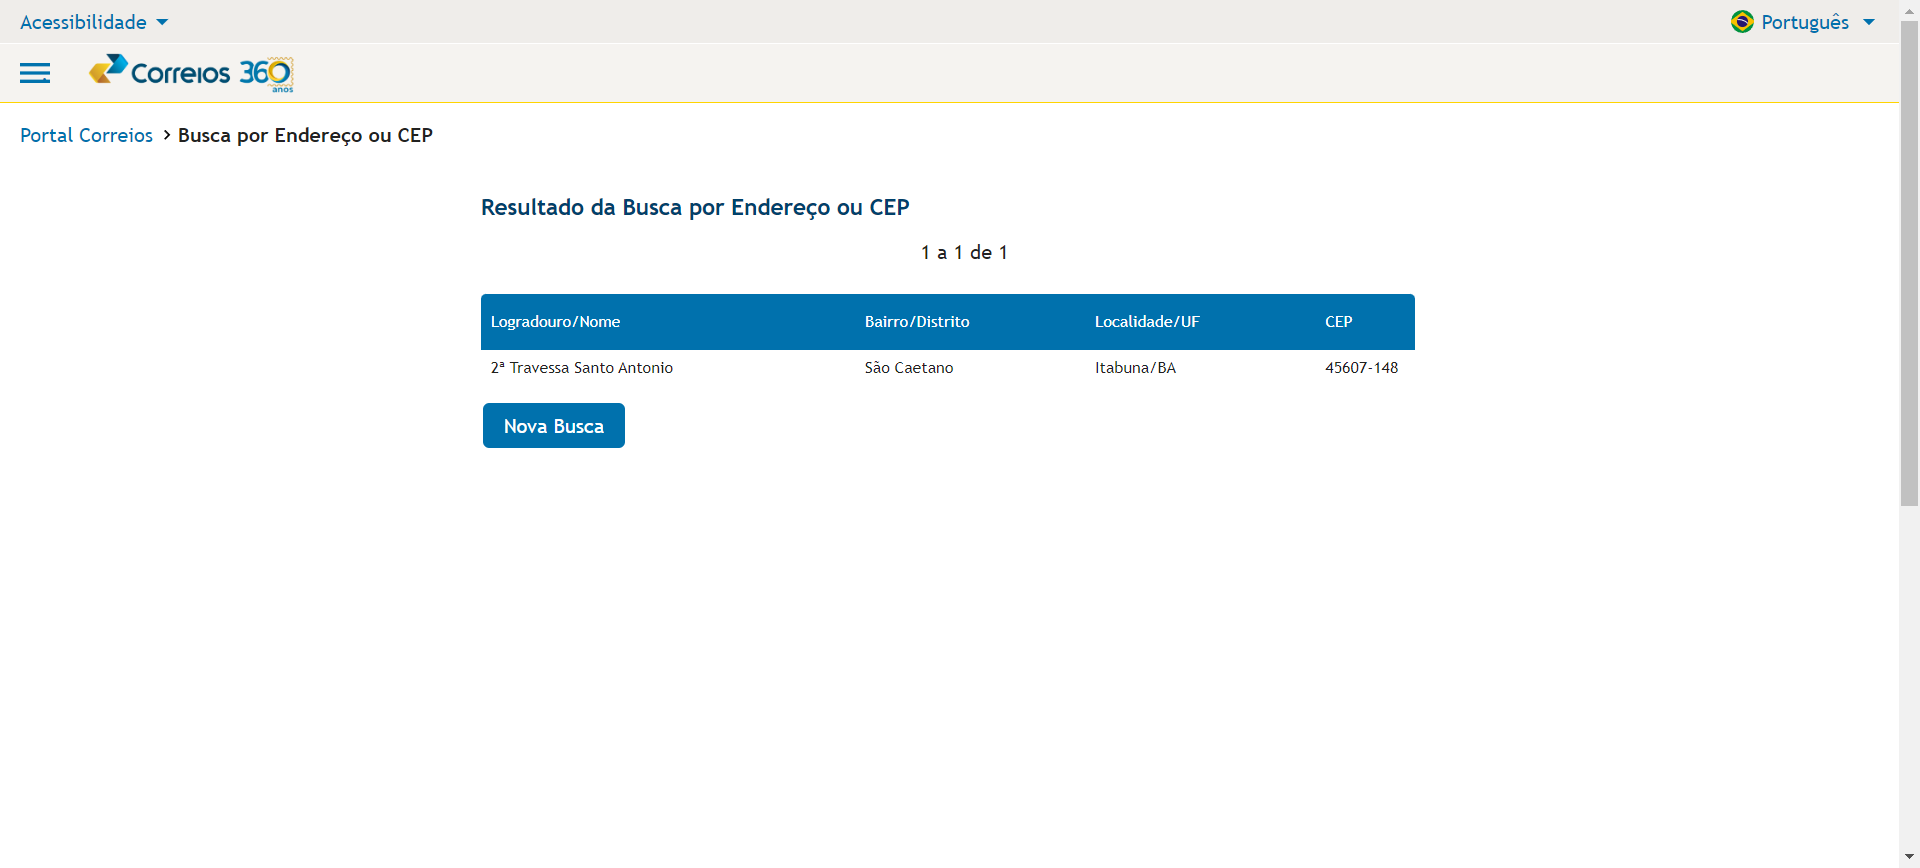 Acessibilidade
Português
Correios 360
anos
Portal Correios > Busca por Endereço ou CEP
Resultado da Busca por Endereço ou CEP
1 a 1 de 1
Logradouro/Nome Bairro/Distrito Localidade/UF CEP
2ª Travessa Santo Antonio São Caetano Itabuna/BA 45607-148
Nova Busca